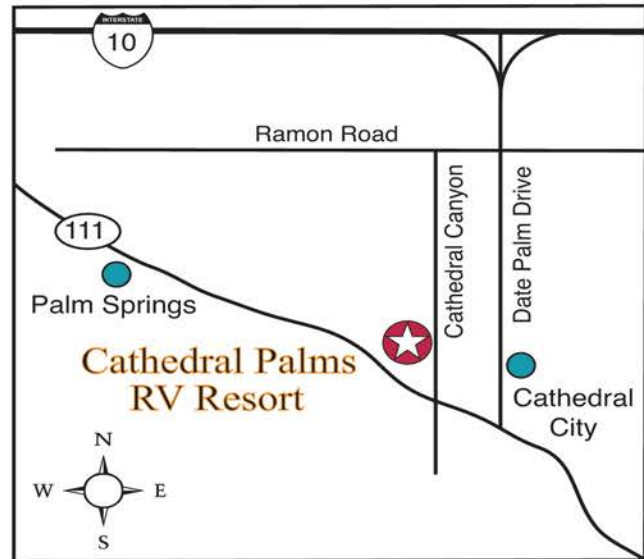 INTERSTATE
10
Ramon Road
Cathedral Canyon
Date Palm Drive
111
Palm Springs
Cathedral Palms
RV Resort
Cathedral
City
N
W E
S